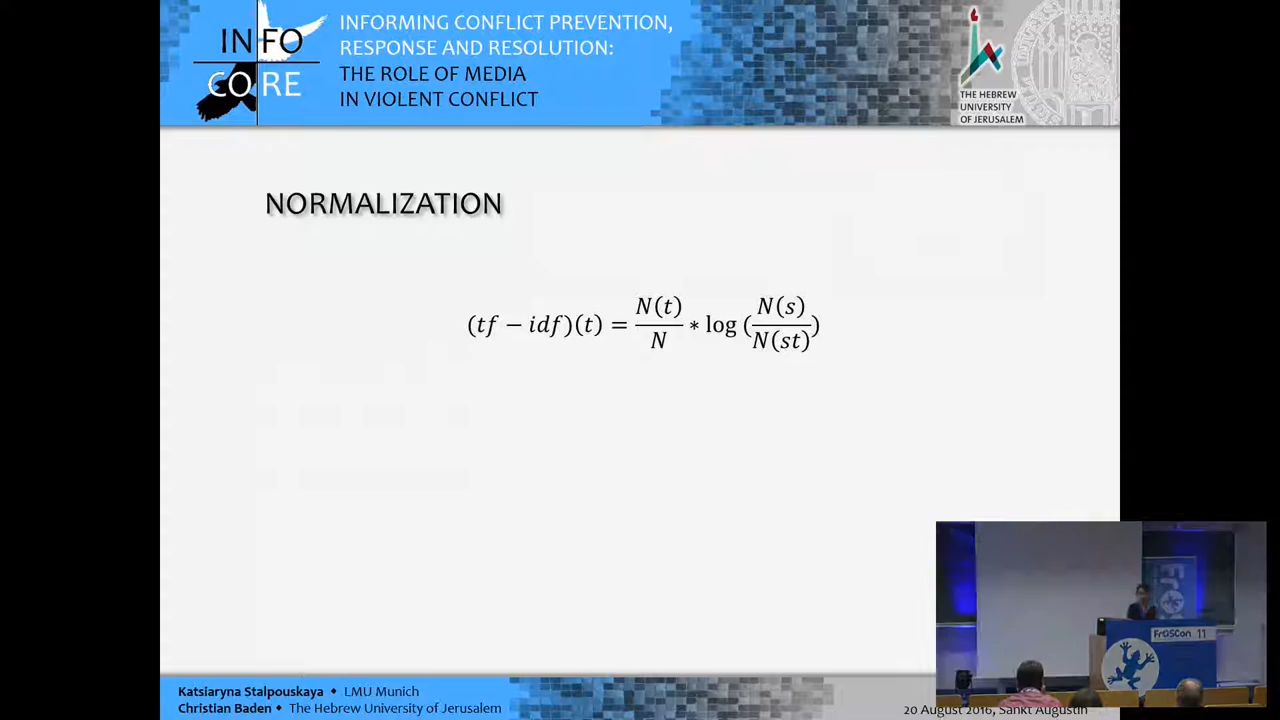 INFO
CORE
INFORMING CONFLICT PREVENTION,
RESPONSE AND RESOLUTION:
THE ROLE OF MEDIA
IN VIOLENT CONFLICT
THE HEBREW
UNIVERSITY
OF JERUSALEM
NORMALIZATION
(tf − idf)(t) = N(t)/N ∗ log (N(s)/N(st))
FrOSCon 11
Katsiaryna Stalpouskaya ◆ LMU Munich
Christian Baden ◆ The Hebrew University of Jerusalem
20 August 2016, Sankt Augustin